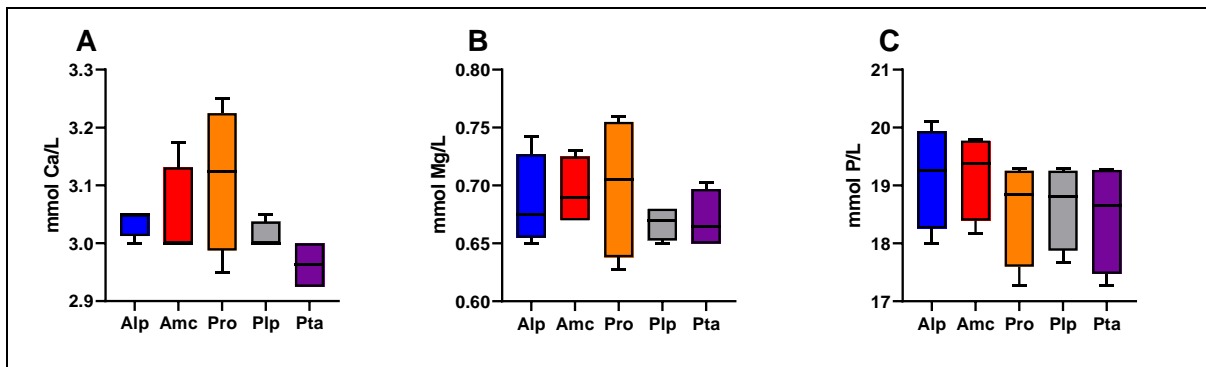 A
mmol Ca/L
3.3
3.2
3.1
3.0
2.9
Alp Amc Pro Plp Pta
B
mmol Mg/L
0.80
0.75
0.70
0.65
0.60
Alp Amc Pro Plp Pta
C
mmol P/L
21
20
19
18
17
Alp Amc Pro Plp Pta